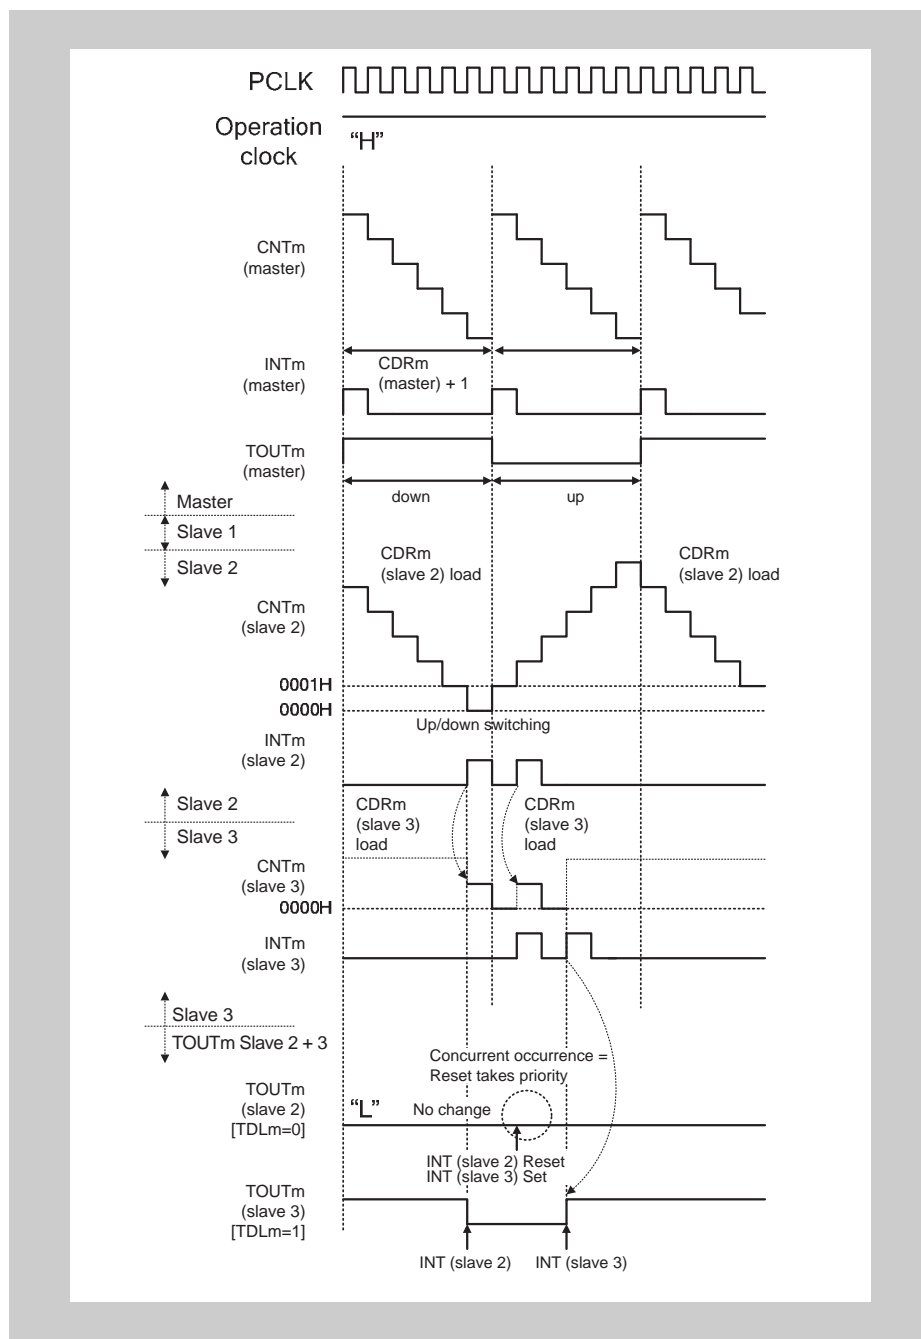 PCLK
Operation
clock
“H”
CNTm
(master)
INTm
(master)
CDRm
(master) + 1
TOUTm
(master)
down
up
Master
Slave 1
Slave 2
CDRm
(slave 2) load
CDRm
(slave 2) load
CNTm
(slave 2)
0001H
0000H
Up/down switching
INTm
(slave 2)
Slave 2
Slave 3
CDRm
(slave 3)
load
CDRm
(slave 3)
load
CNTm
(slave 3)
0000H
INTm
(slave 3)
Slave 3
TOUTm Slave 2 + 3
Concurrent occurrence =
Reset takes priority
TOUTm
(slave 2)
[TDLm=0]
“L”
No change
INT (slave 2) Reset
INT (slave 3) Set
TOUTm
(slave 3)
[TDLm=1]
INT (slave 2)
INT (slave 3)